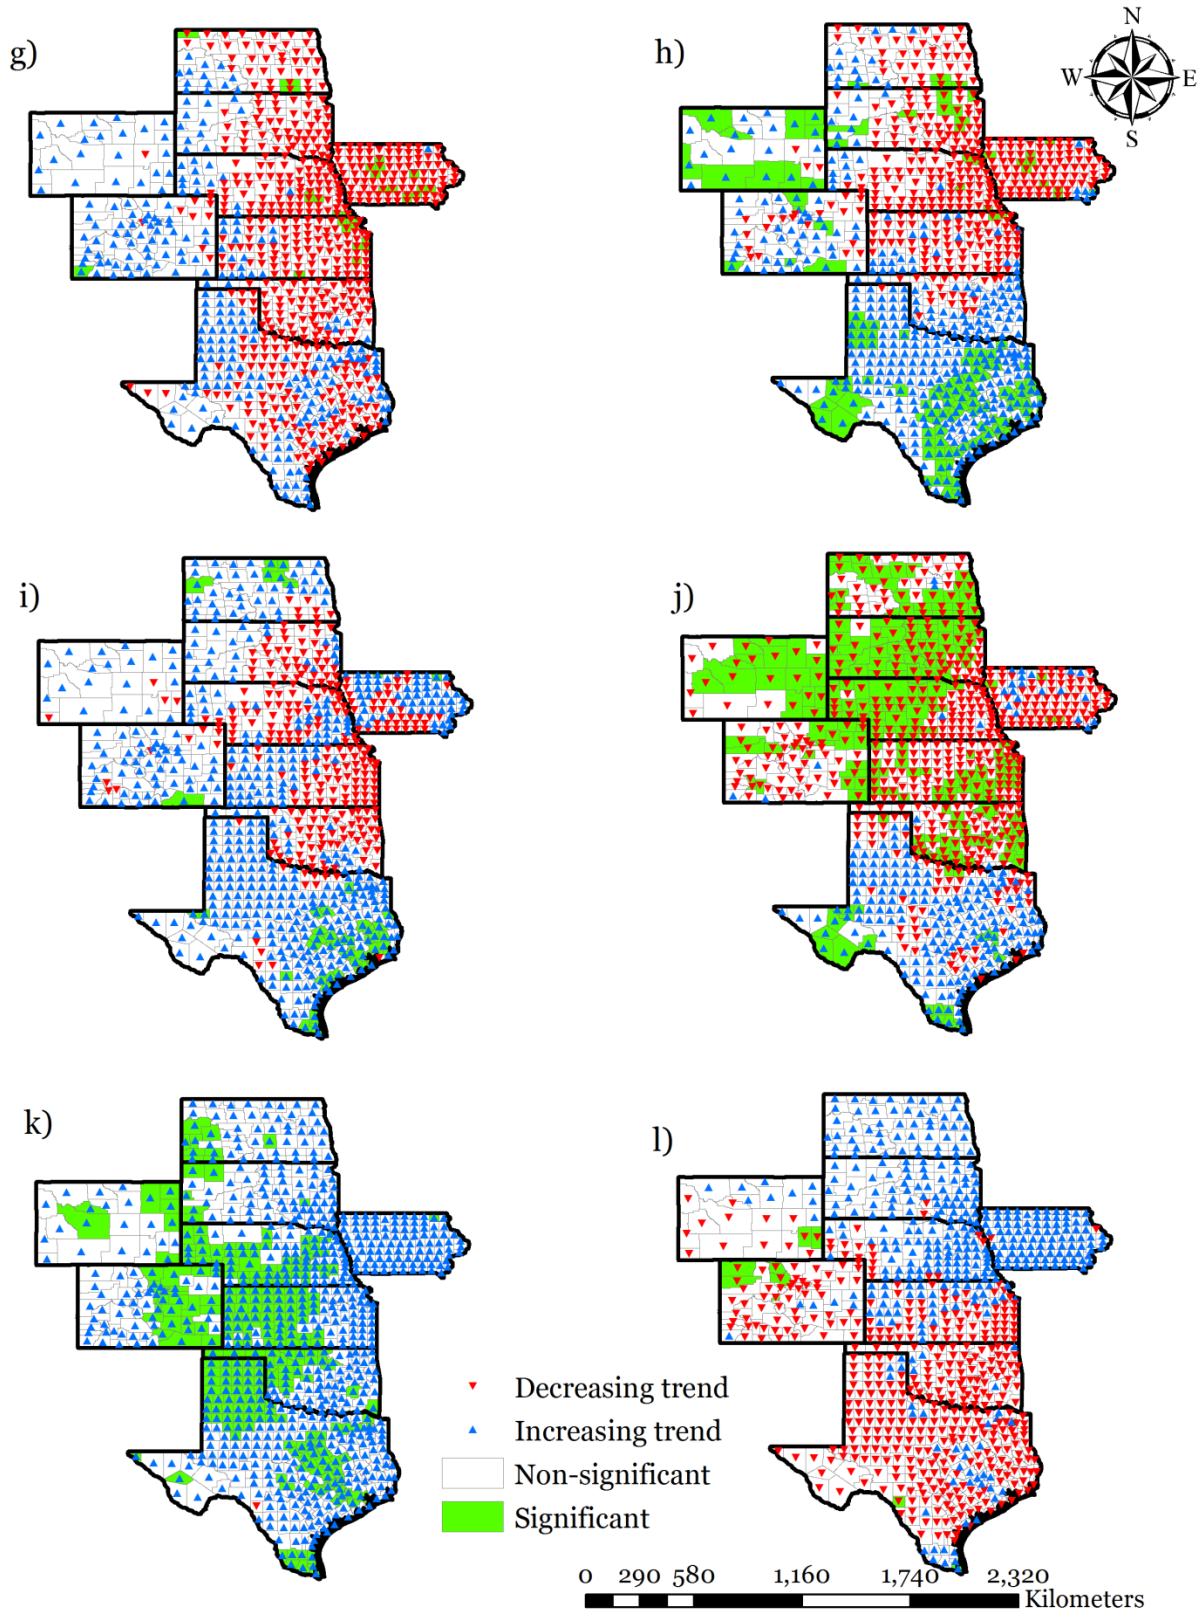 g)
h)
N
W E
S
i)
j)
k)
l)
Decreasing trend
Increasing trend
Non-significant
Significant
0 290 580 1,160 1,740 2,320
Kilometers